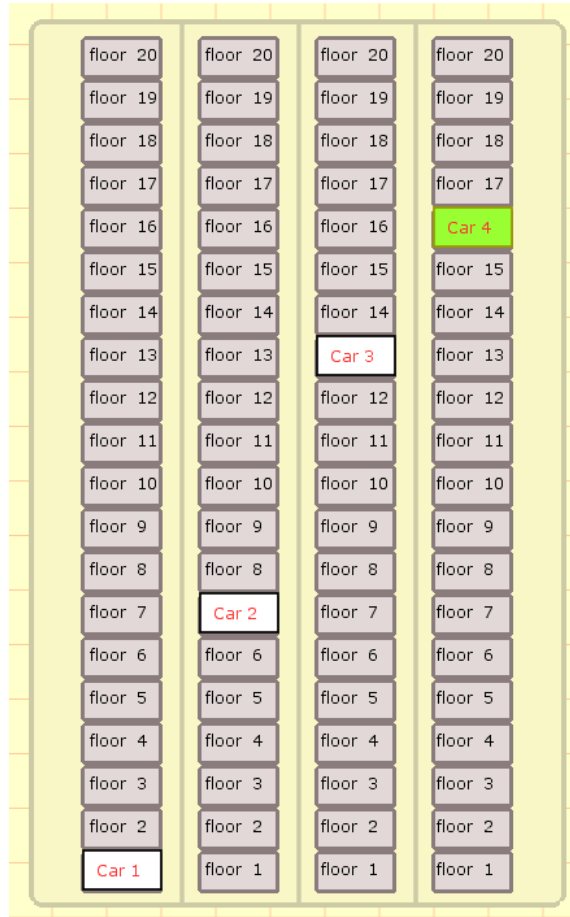 floor 20 floor 20 floor 20 floor 20
floor 19 floor 19 floor 19 floor 19
floor 18 floor 18 floor 18 floor 18
floor 17 floor 17 floor 17 floor 17
floor 16 floor 16 floor 16 Car 4
floor 15 floor 15 floor 15 floor 15
floor 14 floor 14 floor 14 floor 14
floor 13 floor 13 Car 3 floor 13
floor 12 floor 12 floor 12 floor 12
floor 11 floor 11 floor 11 floor 11
floor 10 floor 10 floor 10 floor 10
floor 9 floor 9 floor 9 floor 9
floor 8 floor 8 floor 8 floor 8
floor 7 Car 2 floor 7 floor 7
floor 6 floor 6 floor 6 floor 6
floor 5 floor 5 floor 5 floor 5
floor 4 floor 4 floor 4 floor 4
floor 3 floor 3 floor 3 floor 3
floor 2 floor 2 floor 2 floor 2
Car 1 floor 1 floor 1 floor 1